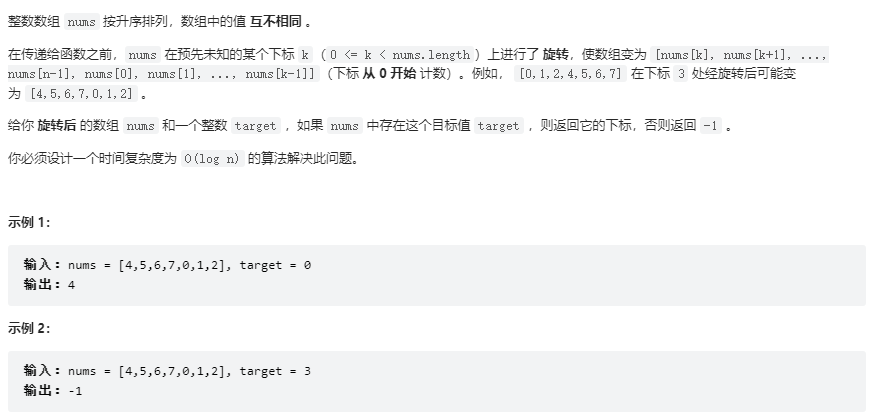 整数数组 nums 按升序排列，数组中的值 互不相同 。
在传递给函数之前，nums 在预先未知的某个下标 k（0 <= k < nums.length）上进行了 旋转，使数组变为 [nums[k], nums[k+1], ...,
nums[n-1], nums[0], nums[1], ..., nums[k-1]]（下标 从 0 开始 计数）。例如， [0,1,2,4,5,6,7] 在下标 3 处经旋转后可能变
为 [4,5,6,7,0,1,2] 。
给你 旋转后 的数组 nums 和一个整数 target ，如果 nums 中存在这个目标值 target ，则返回它的下标，否则返回 -1 。
你必须设计一个时间复杂度为 O(log n) 的算法解决此问题。
示例 1：
输入：nums = [4,5,6,7,0,1,2], target = 0
输出：4
示例 2：
输入：nums = [4,5,6,7,0,1,2], target = 3
输出：-1